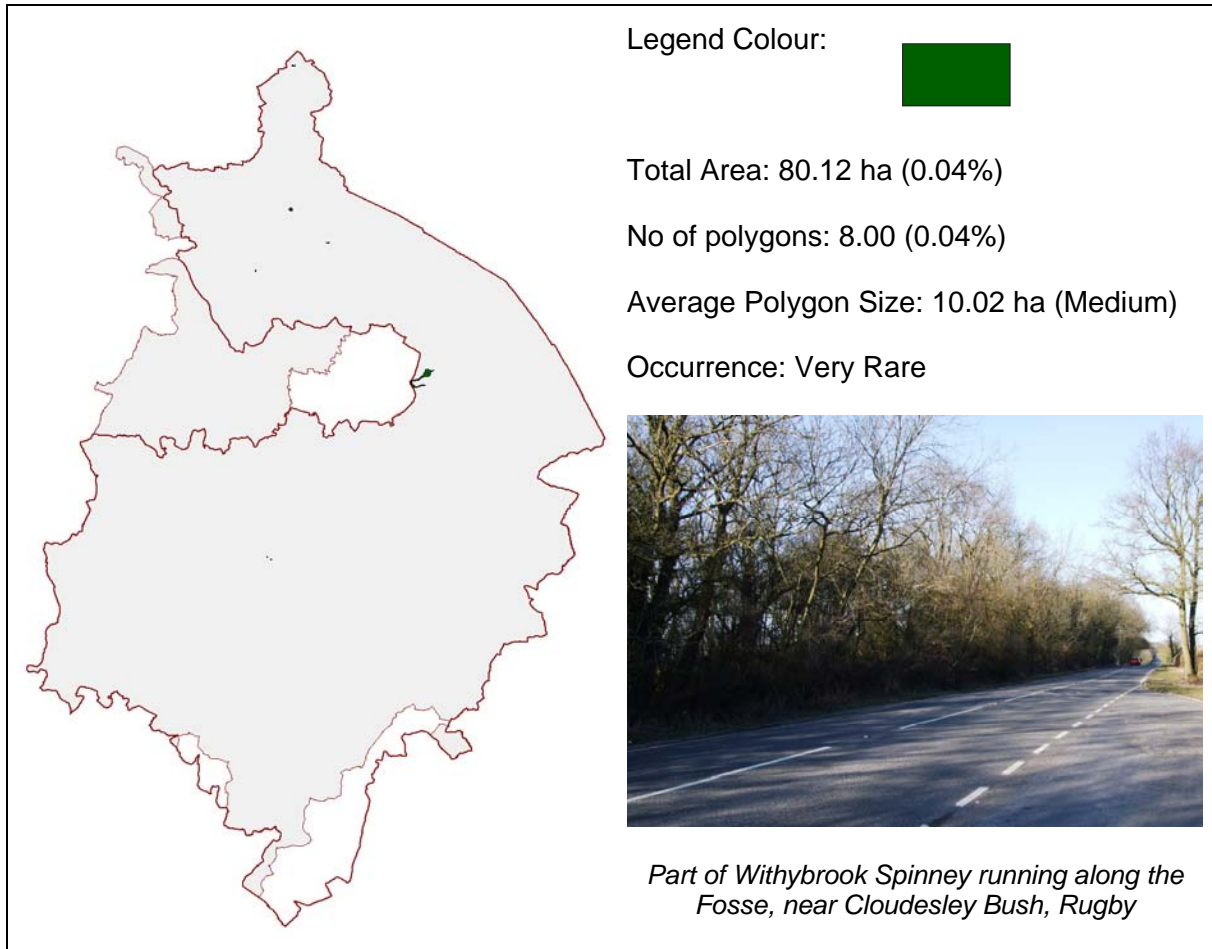 Legend Colour:
Total Area: 80.12 ha (0.04%)
No of polygons: 8.00 (0.04%)
Average Polygon Size: 10.02 ha (Medium)
Occurrence: Very Rare
Part of Withybrook Spinney running along the
Fosse, near Cloudesley Bush, Rugby